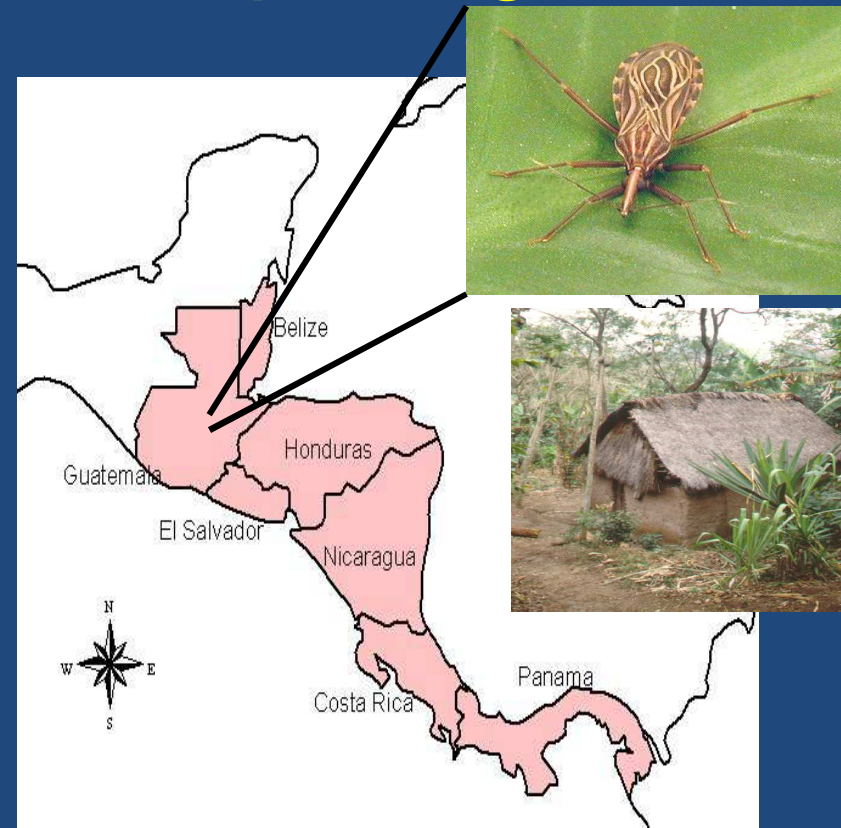 Belize
Honduras
Guatemala
El Salvador
Nicaragua
N
W E
S
Costa Rica
Panama